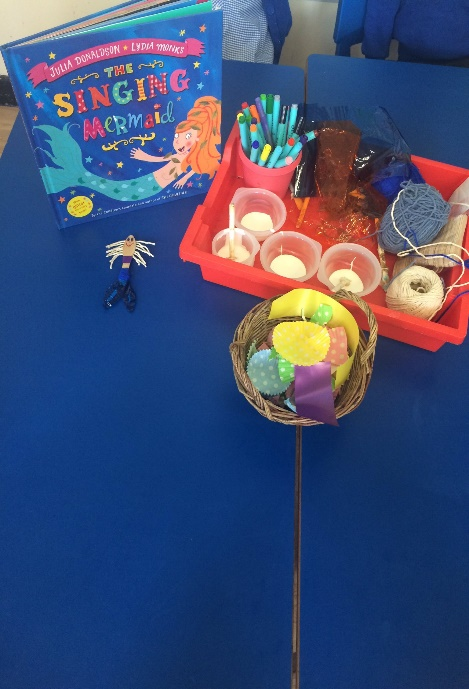 JULIA DONALDSON ★ LYDIA MONKS
THE
SINGING
MERMAID